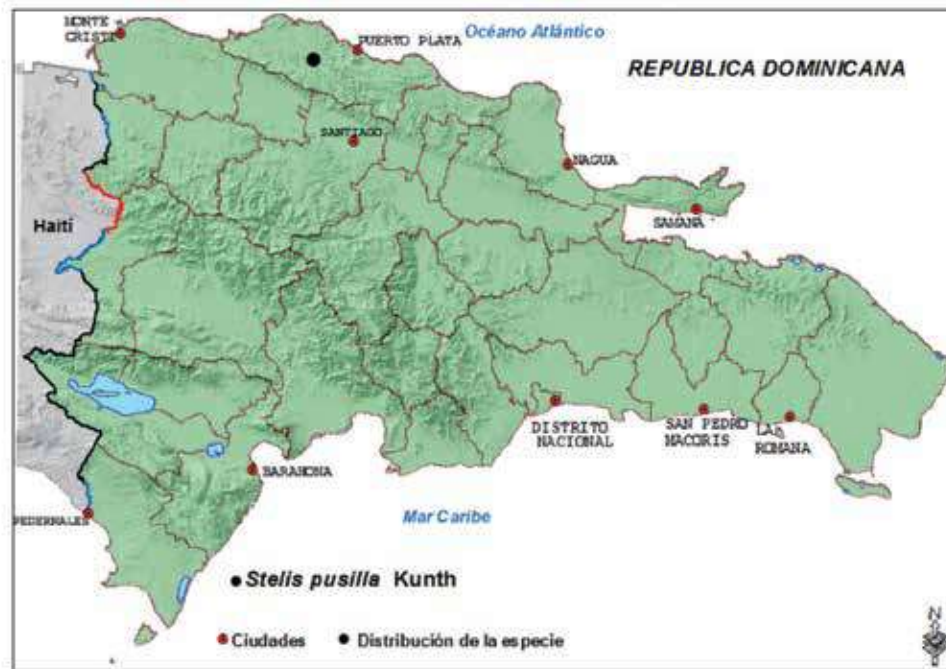 MONTE
CRISTI
PUERTO PLATA
Océano Atlántico
REPUBLICA DOMINICANA
SANTIAGO
NAGUA
SAMANA
Haití
DISTRITO
NACIONAL
SAN PEDRO
MACORIS
LA
ROMANA
BARAHONA
PEDERNALES
Mar Caribe
Stelis pusilla Kunth
Ciudades
Distribución de la especie
N